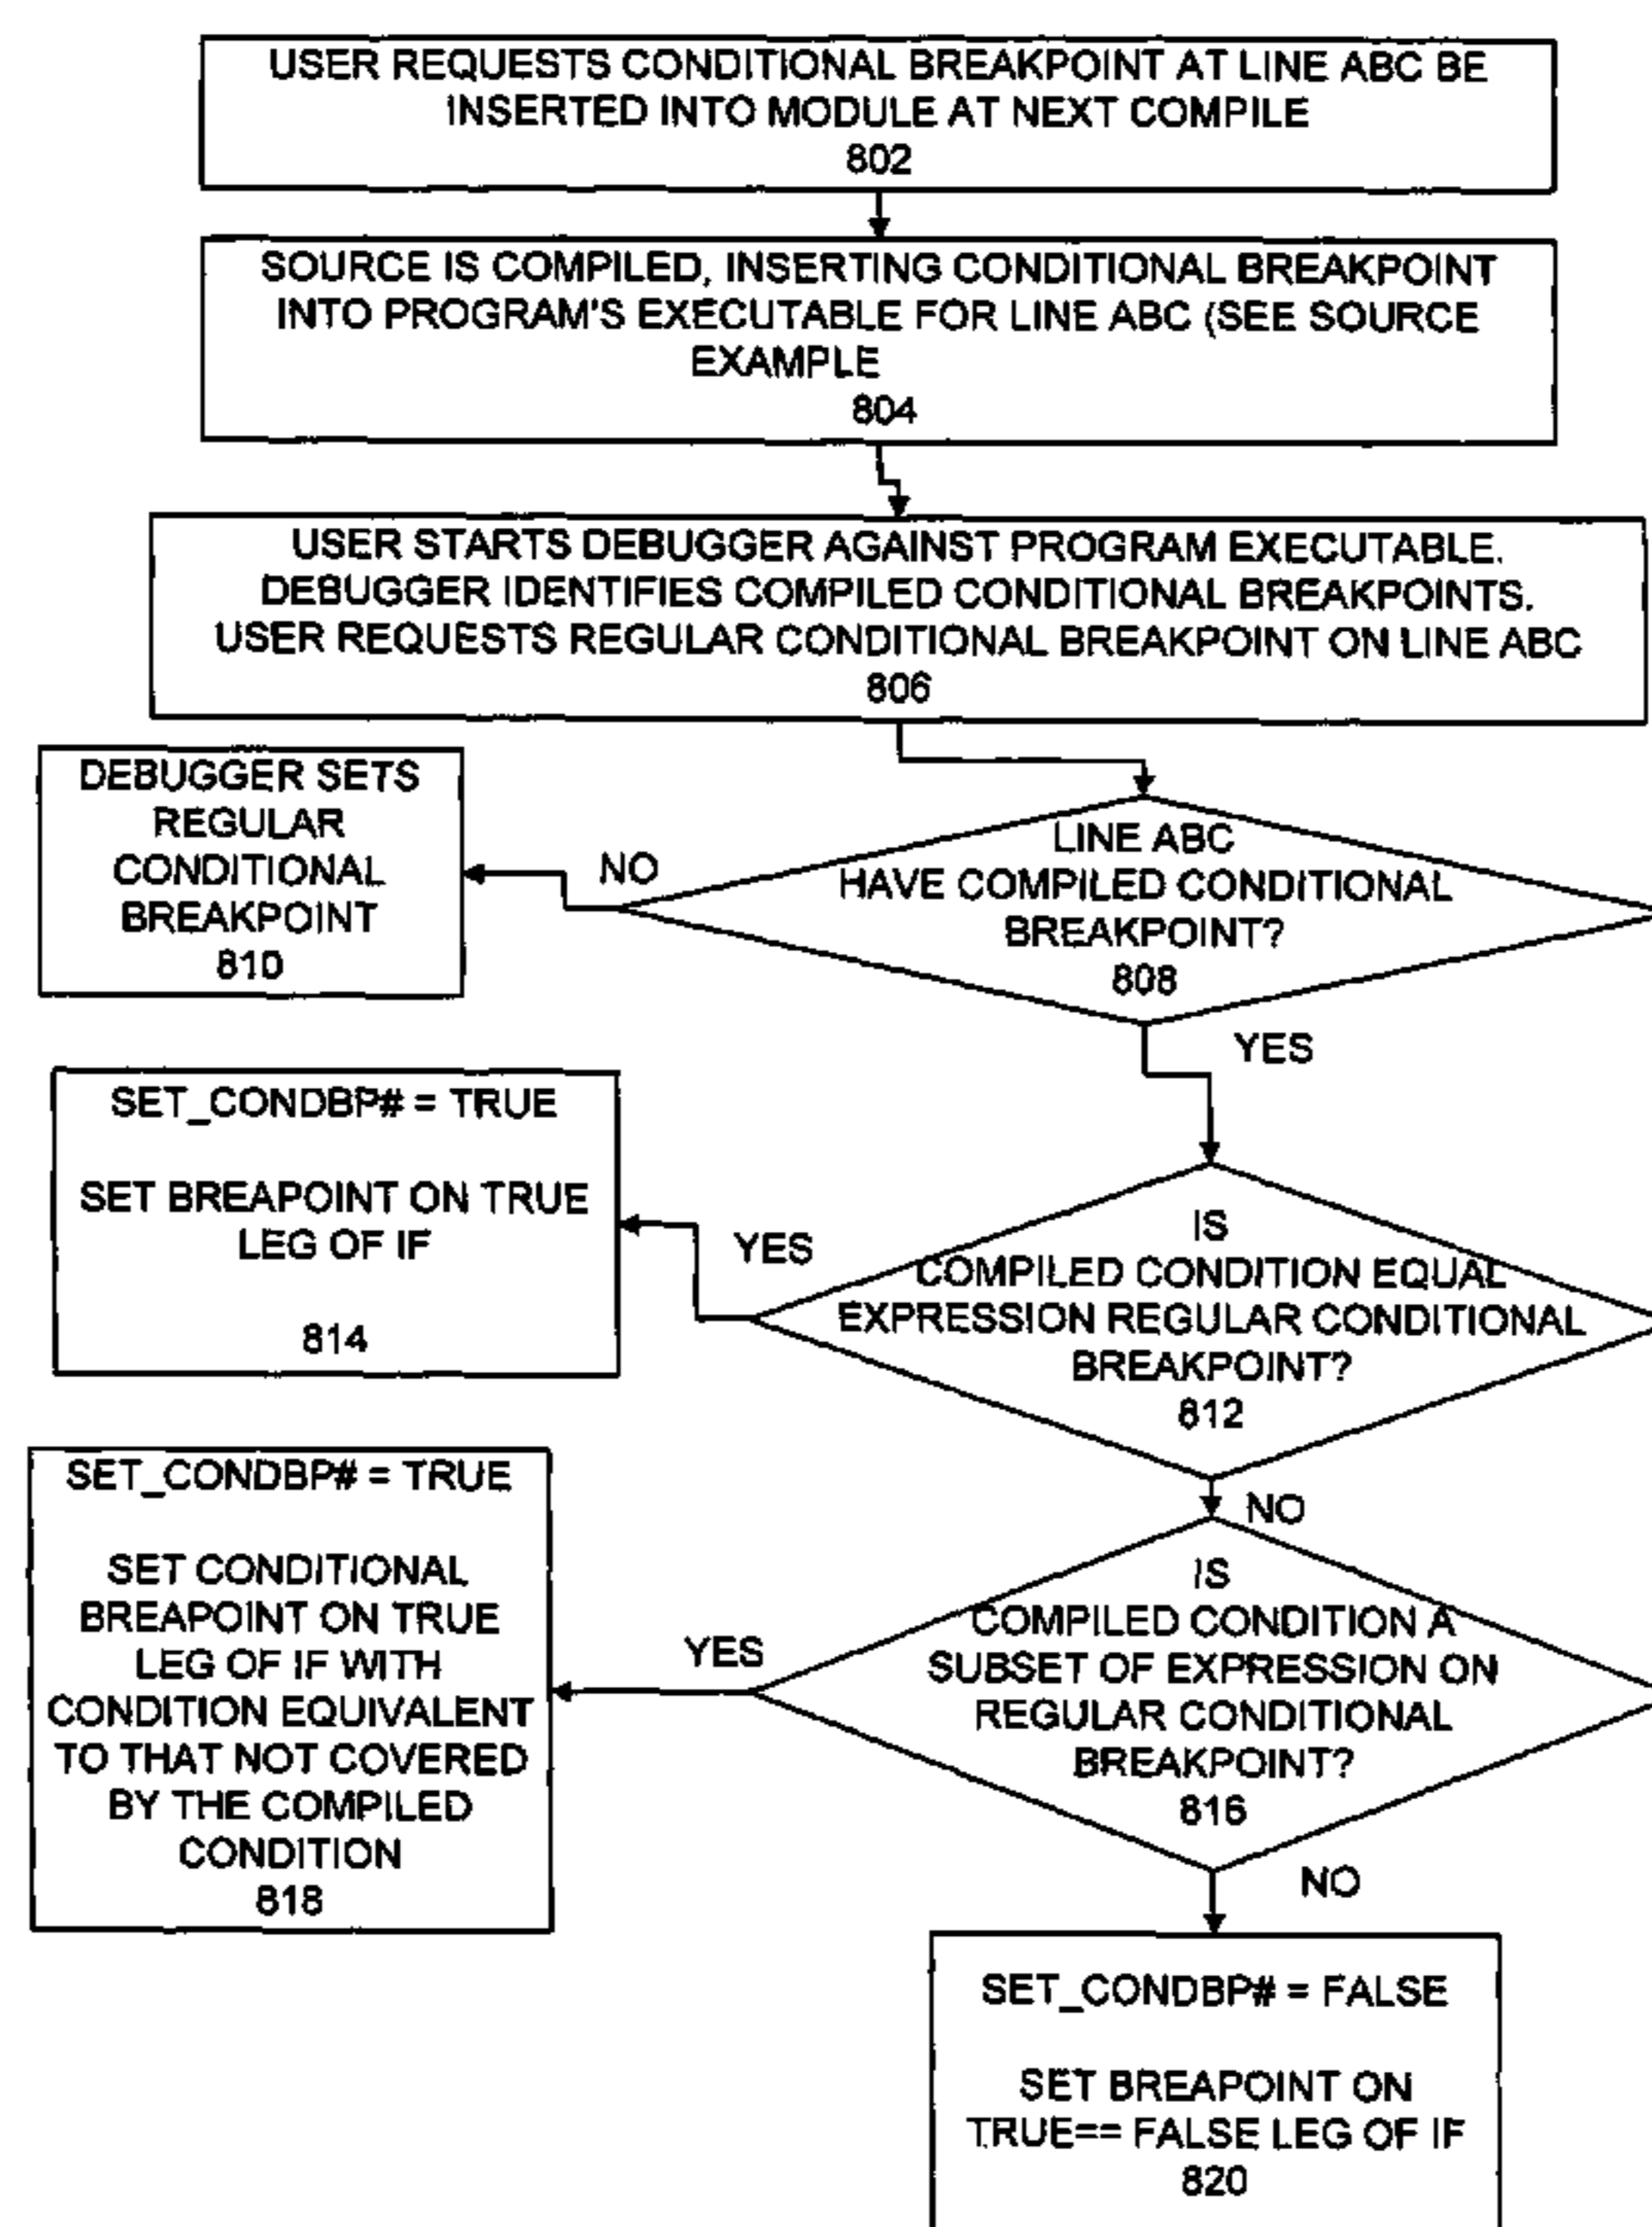 USER REQUESTS CONDITIONAL BREAKPOINT AT LINE ABC BE
INSERTED INTO MODULE AT NEXT COMPILE
802
SOURCE IS COMPILED, INSERTING CONDITIONAL BREAKPOINT
INTO PROGRAM'S EXECUTABLE FOR LINE ABC (SEE SOURCE
EXAMPLE
804
USER STARTS DEBUGGER AGAINST PROGRAM EXECUTABLE.
DEBUGGER IDENTIFIES COMPILED CONDITIONAL BREAKPOINTS.
USER REQUESTS REGULAR CONDITIONAL BREAKPOINT ON LINE ABC
806
DEBUGGER SETS
REGULAR
CONDITIONAL
BREAKPOINT
810
NO
LINE ABC
HAVE COMPILED CONDITIONAL
BREAKPOINT?
808
YES
SET_CONDBP# = TRUE
SET BREAPOINT ON TRUE
LEG OF IF
814
YES
IS
COMPILED CONDITION EQUAL
EXPRESSION REGULAR CONDITIONAL
BREAKPOINT?
812
NO
SET_CONDBP# = TRUE
SET CONDITIONAL
BREAPOINT ON TRUE
LEG OF IF WITH
CONDITION EQUIVALENT
TO THAT NOT COVERED
BY THE COMPILED
CONDITION
818
YES
IS
COMPILED CONDITION A
SUBSET OF EXPRESSION ON
REGULAR CONDITIONAL
BREAKPOINT?
816
NO
SET_CONDBP# = FALSE
SET BREAPOINT ON
TRUE== FALSE LEG OF IF
820